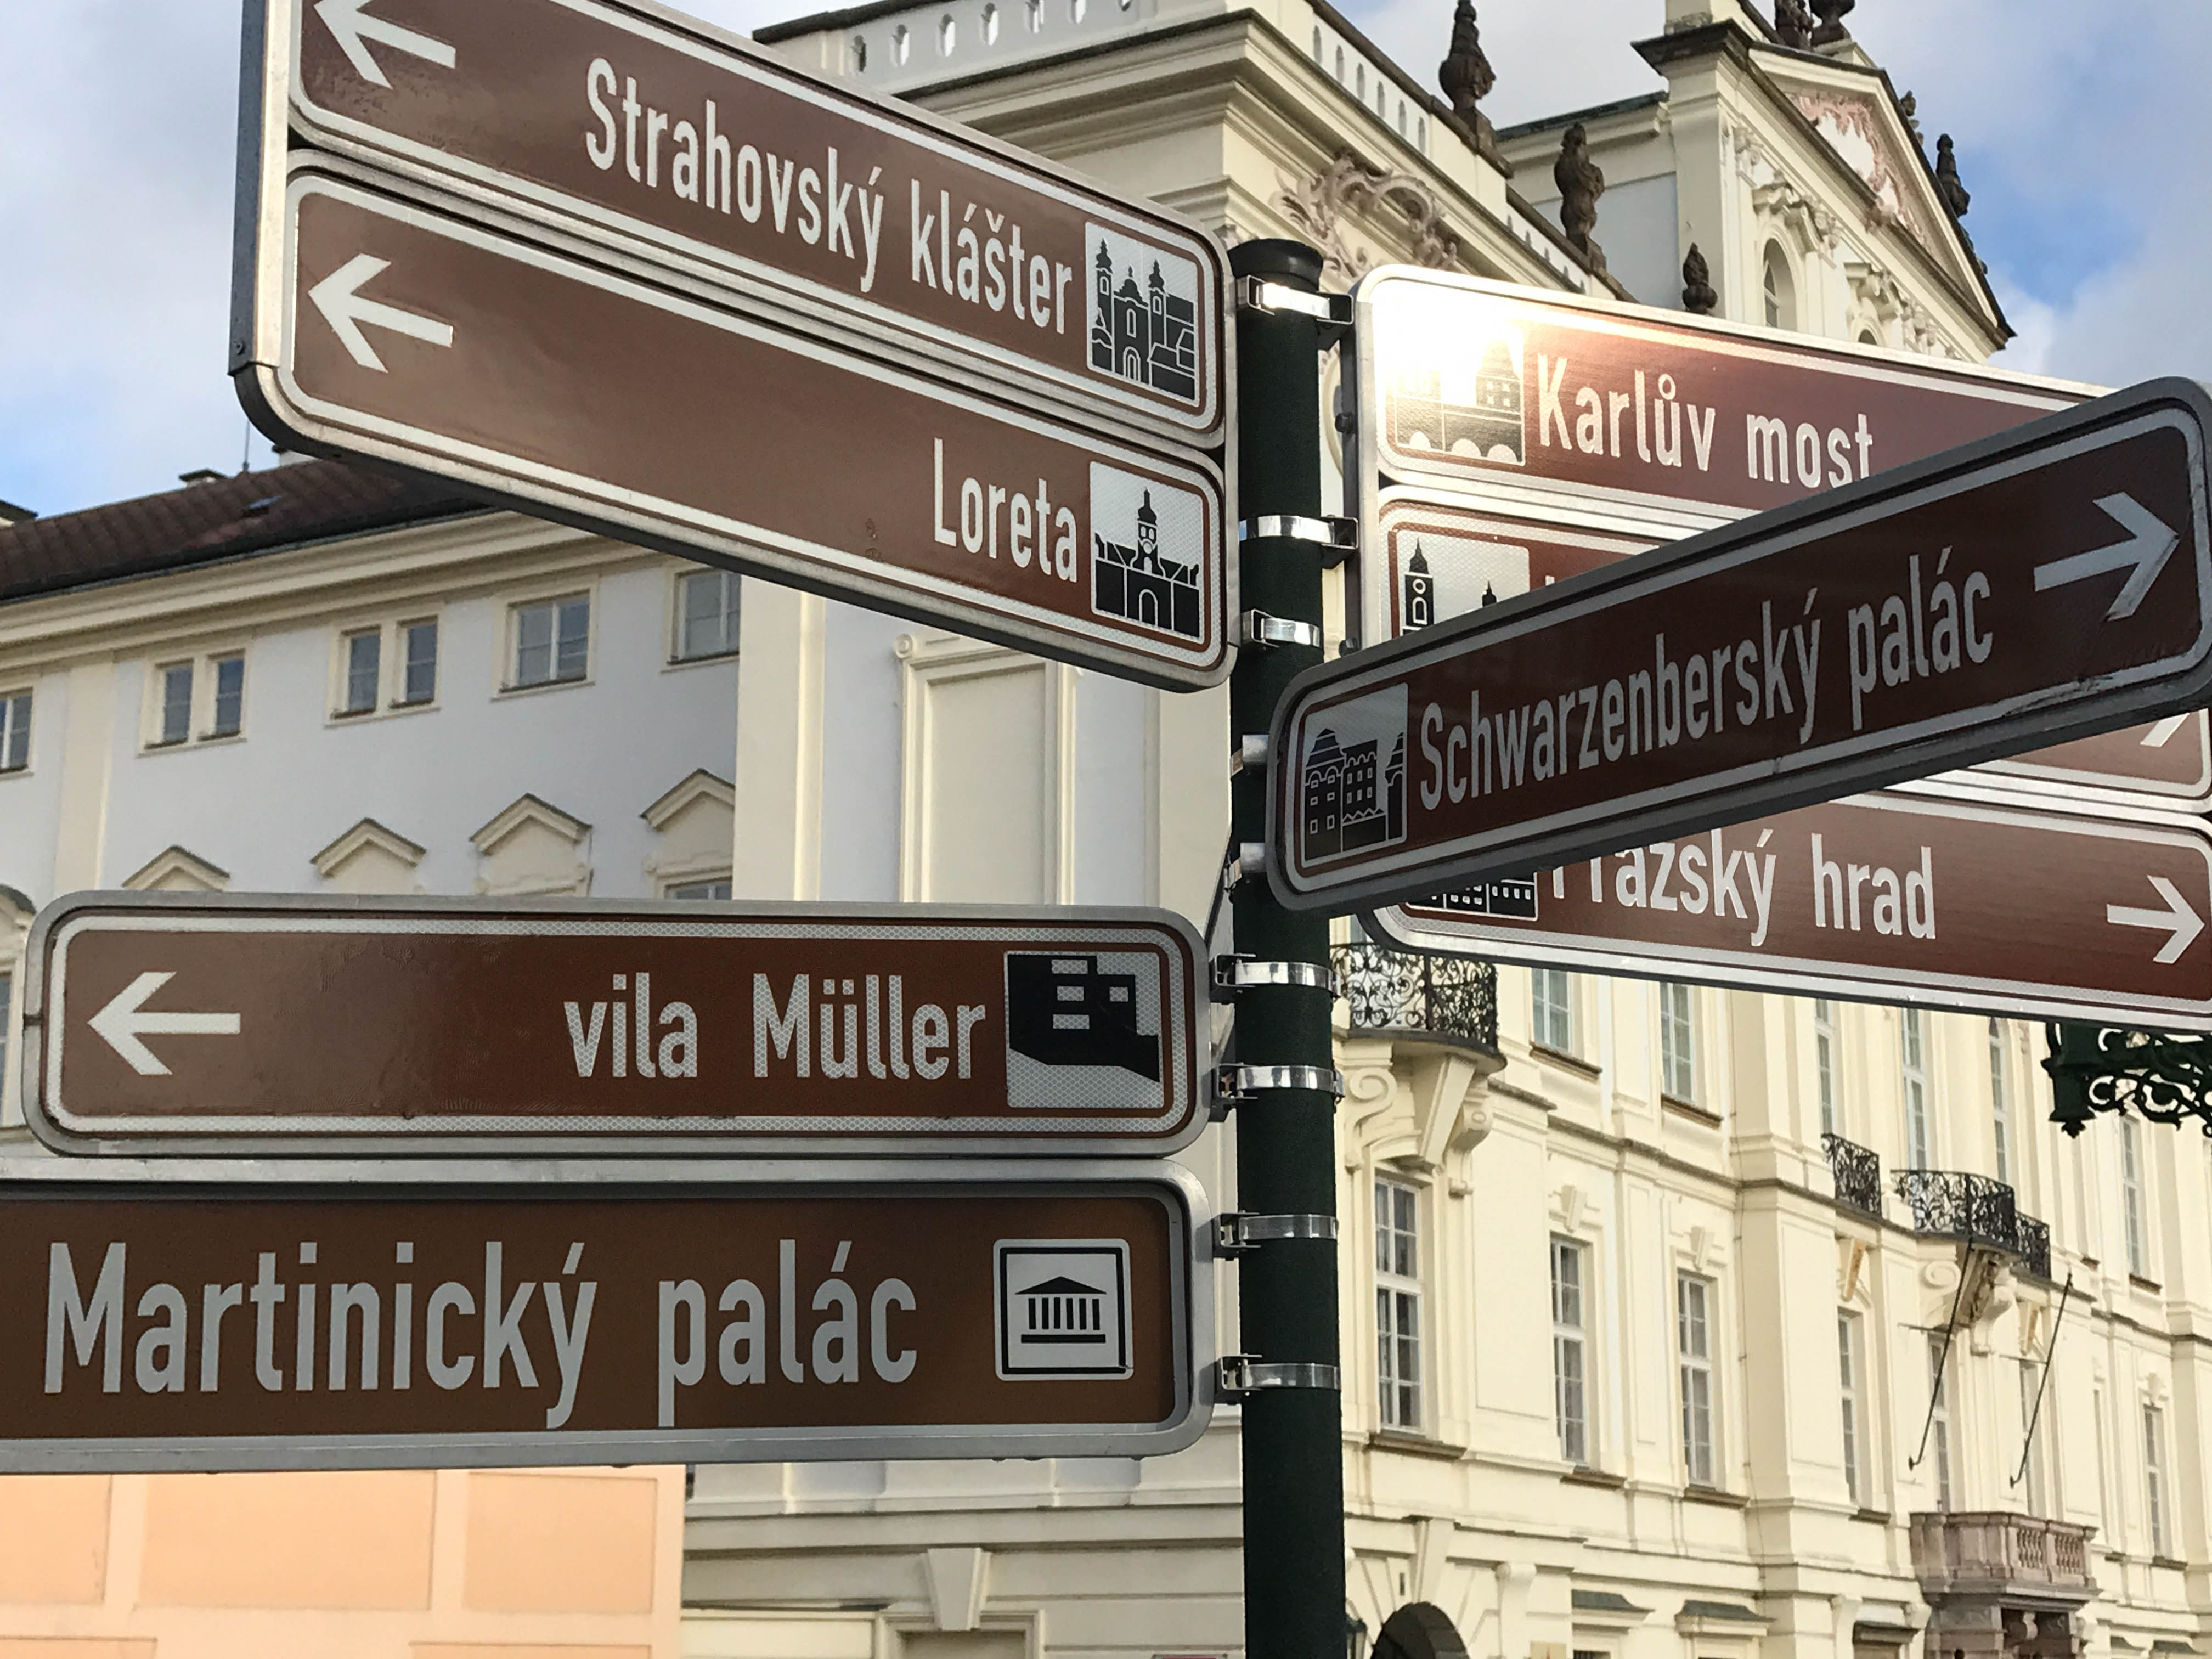 Strahovský klášter
Loreta
Karlův most
Schwarzenberský palác
Pražský hrad
vila Müller
Martinický palác